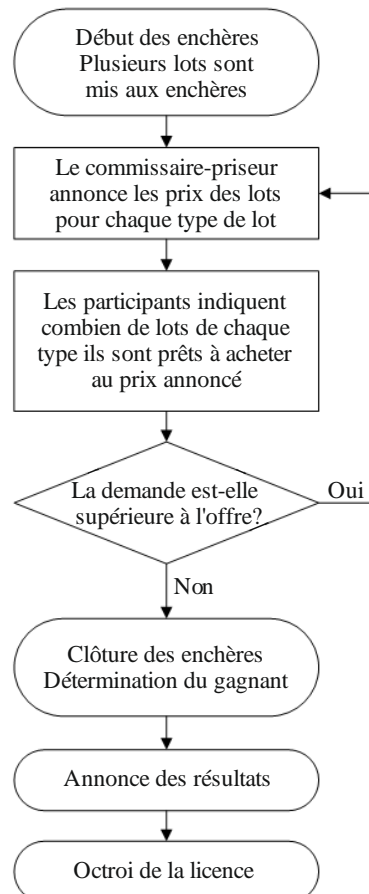 Début des enchères
Plusieurs lots sont
mis aux enchères
Le commissaire-priseur
annonce les prix des lots
pour chaque type de lot
Les participants indiquent
combien de lots de chaque
type ils sont prêts à acheter
au prix annoncé
La demande est-elle
supérieure à l'offre?
Oui
Non
Clôture des enchères
Détermination du gagnant
Annonce des résultats
Octroi de la licence